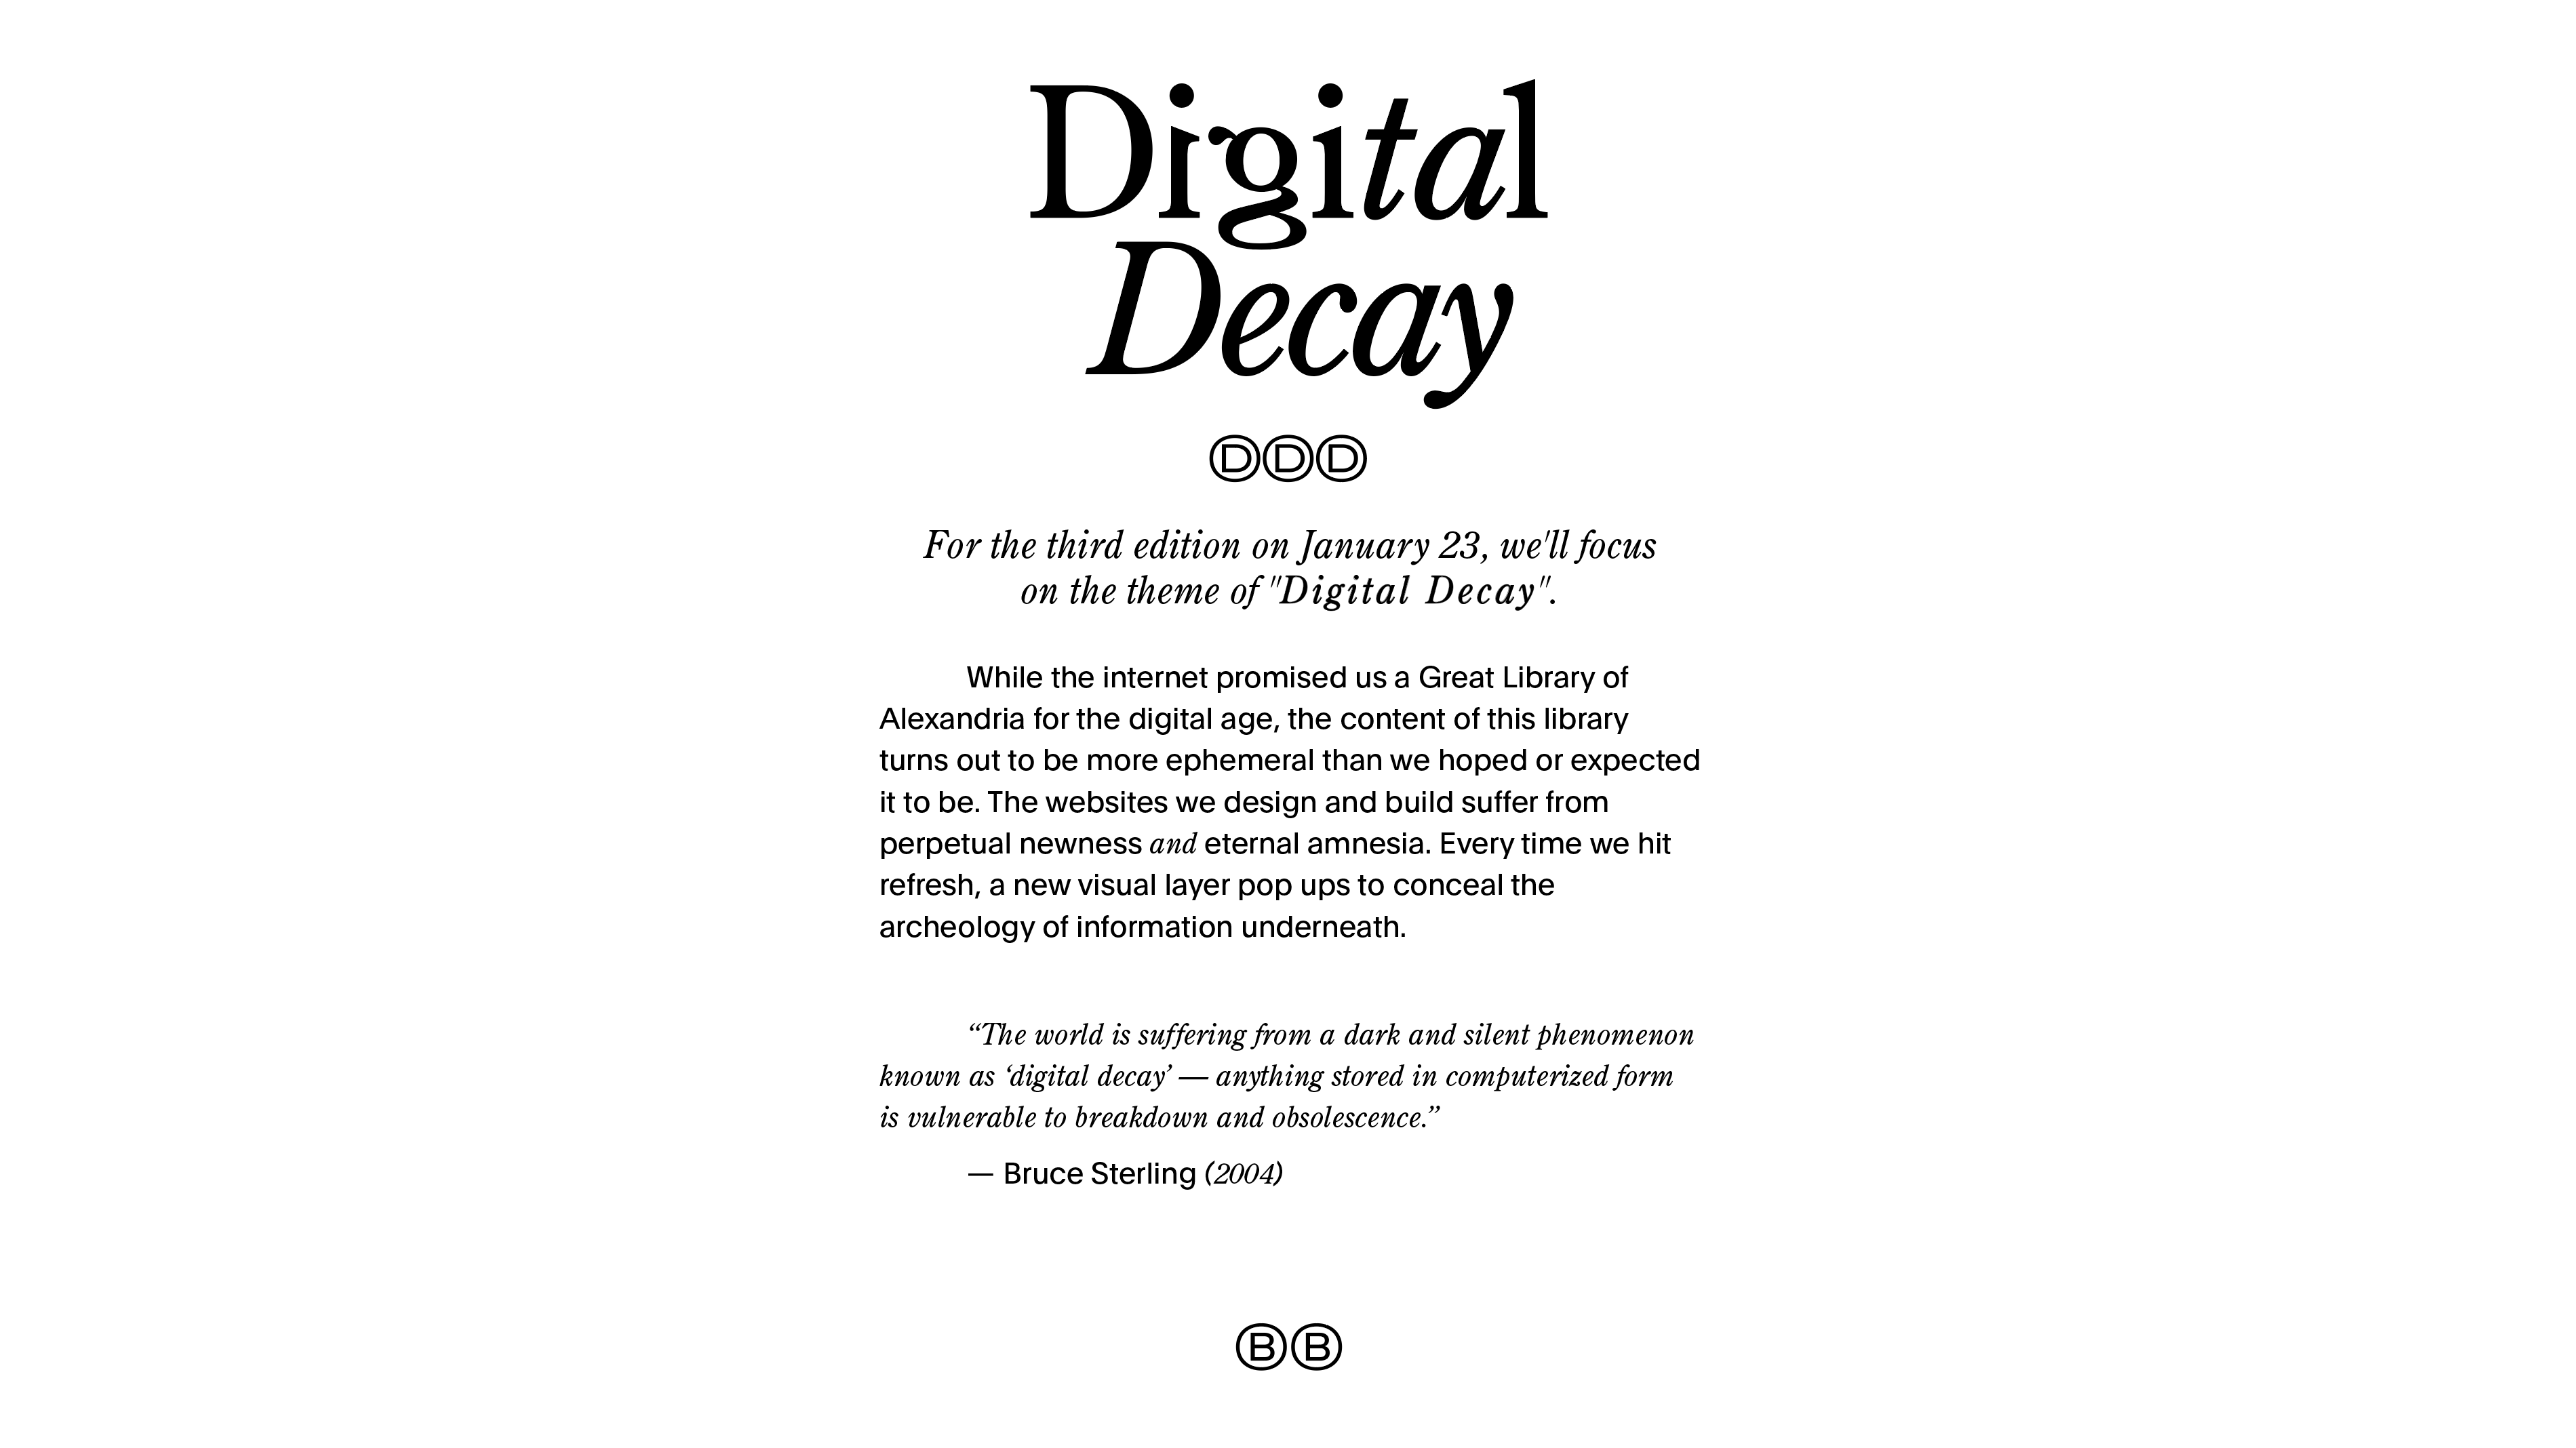 Digital
Decay
ⒹⒹⒹ
For the third edition on January 23, we'll focus
on the theme of "Digital Decay".
While the internet promised us a Great Library of
Alexandria for the digital age, the content of this library
turns out to be more ephemeral than we hoped or expected
it to be. The websites we design and build suffer from
perpetual newness and eternal amnesia. Every time we hit
refresh, a new visual layer pop ups to conceal the
archeology of information underneath.
“The world is suffering from a dark and silent phenomenon
known as ‘digital decay’ — anything stored in computerized form
is vulnerable to breakdown and obsolescence.”
— Bruce Sterling (2004)
ⒷⒷ